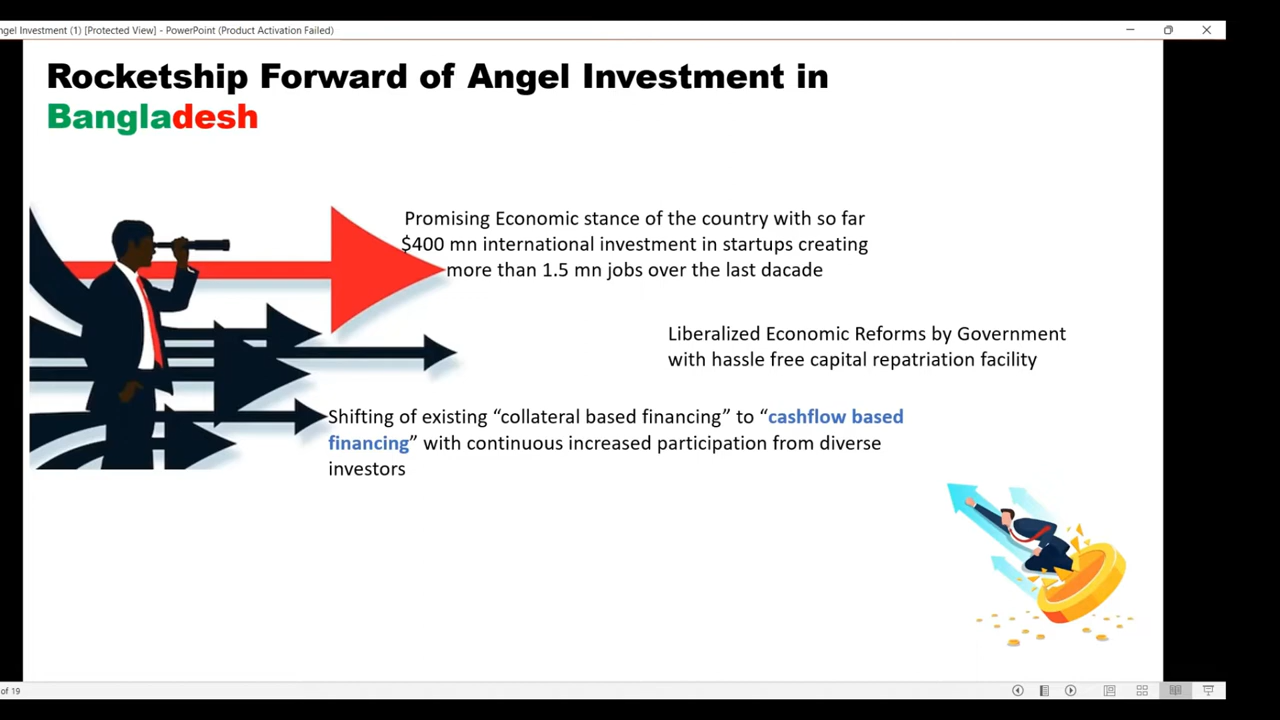 ngel Investment (1) [Protected View] - PowerPoint (Product Activation Failed)
Rocketship Forward of Angel Investment in
Bangladesh
Promising Economic stance of the country with so far
$400 mn international investment in startups creating
more than 1.5 mn jobs over the last dacade
Liberalized Economic Reforms by Government
with hassle free capital repatriation facility
Shifting of existing “collateral based financing” to “cashflow based
financing” with continuous increased participation from diverse
investors
of 19